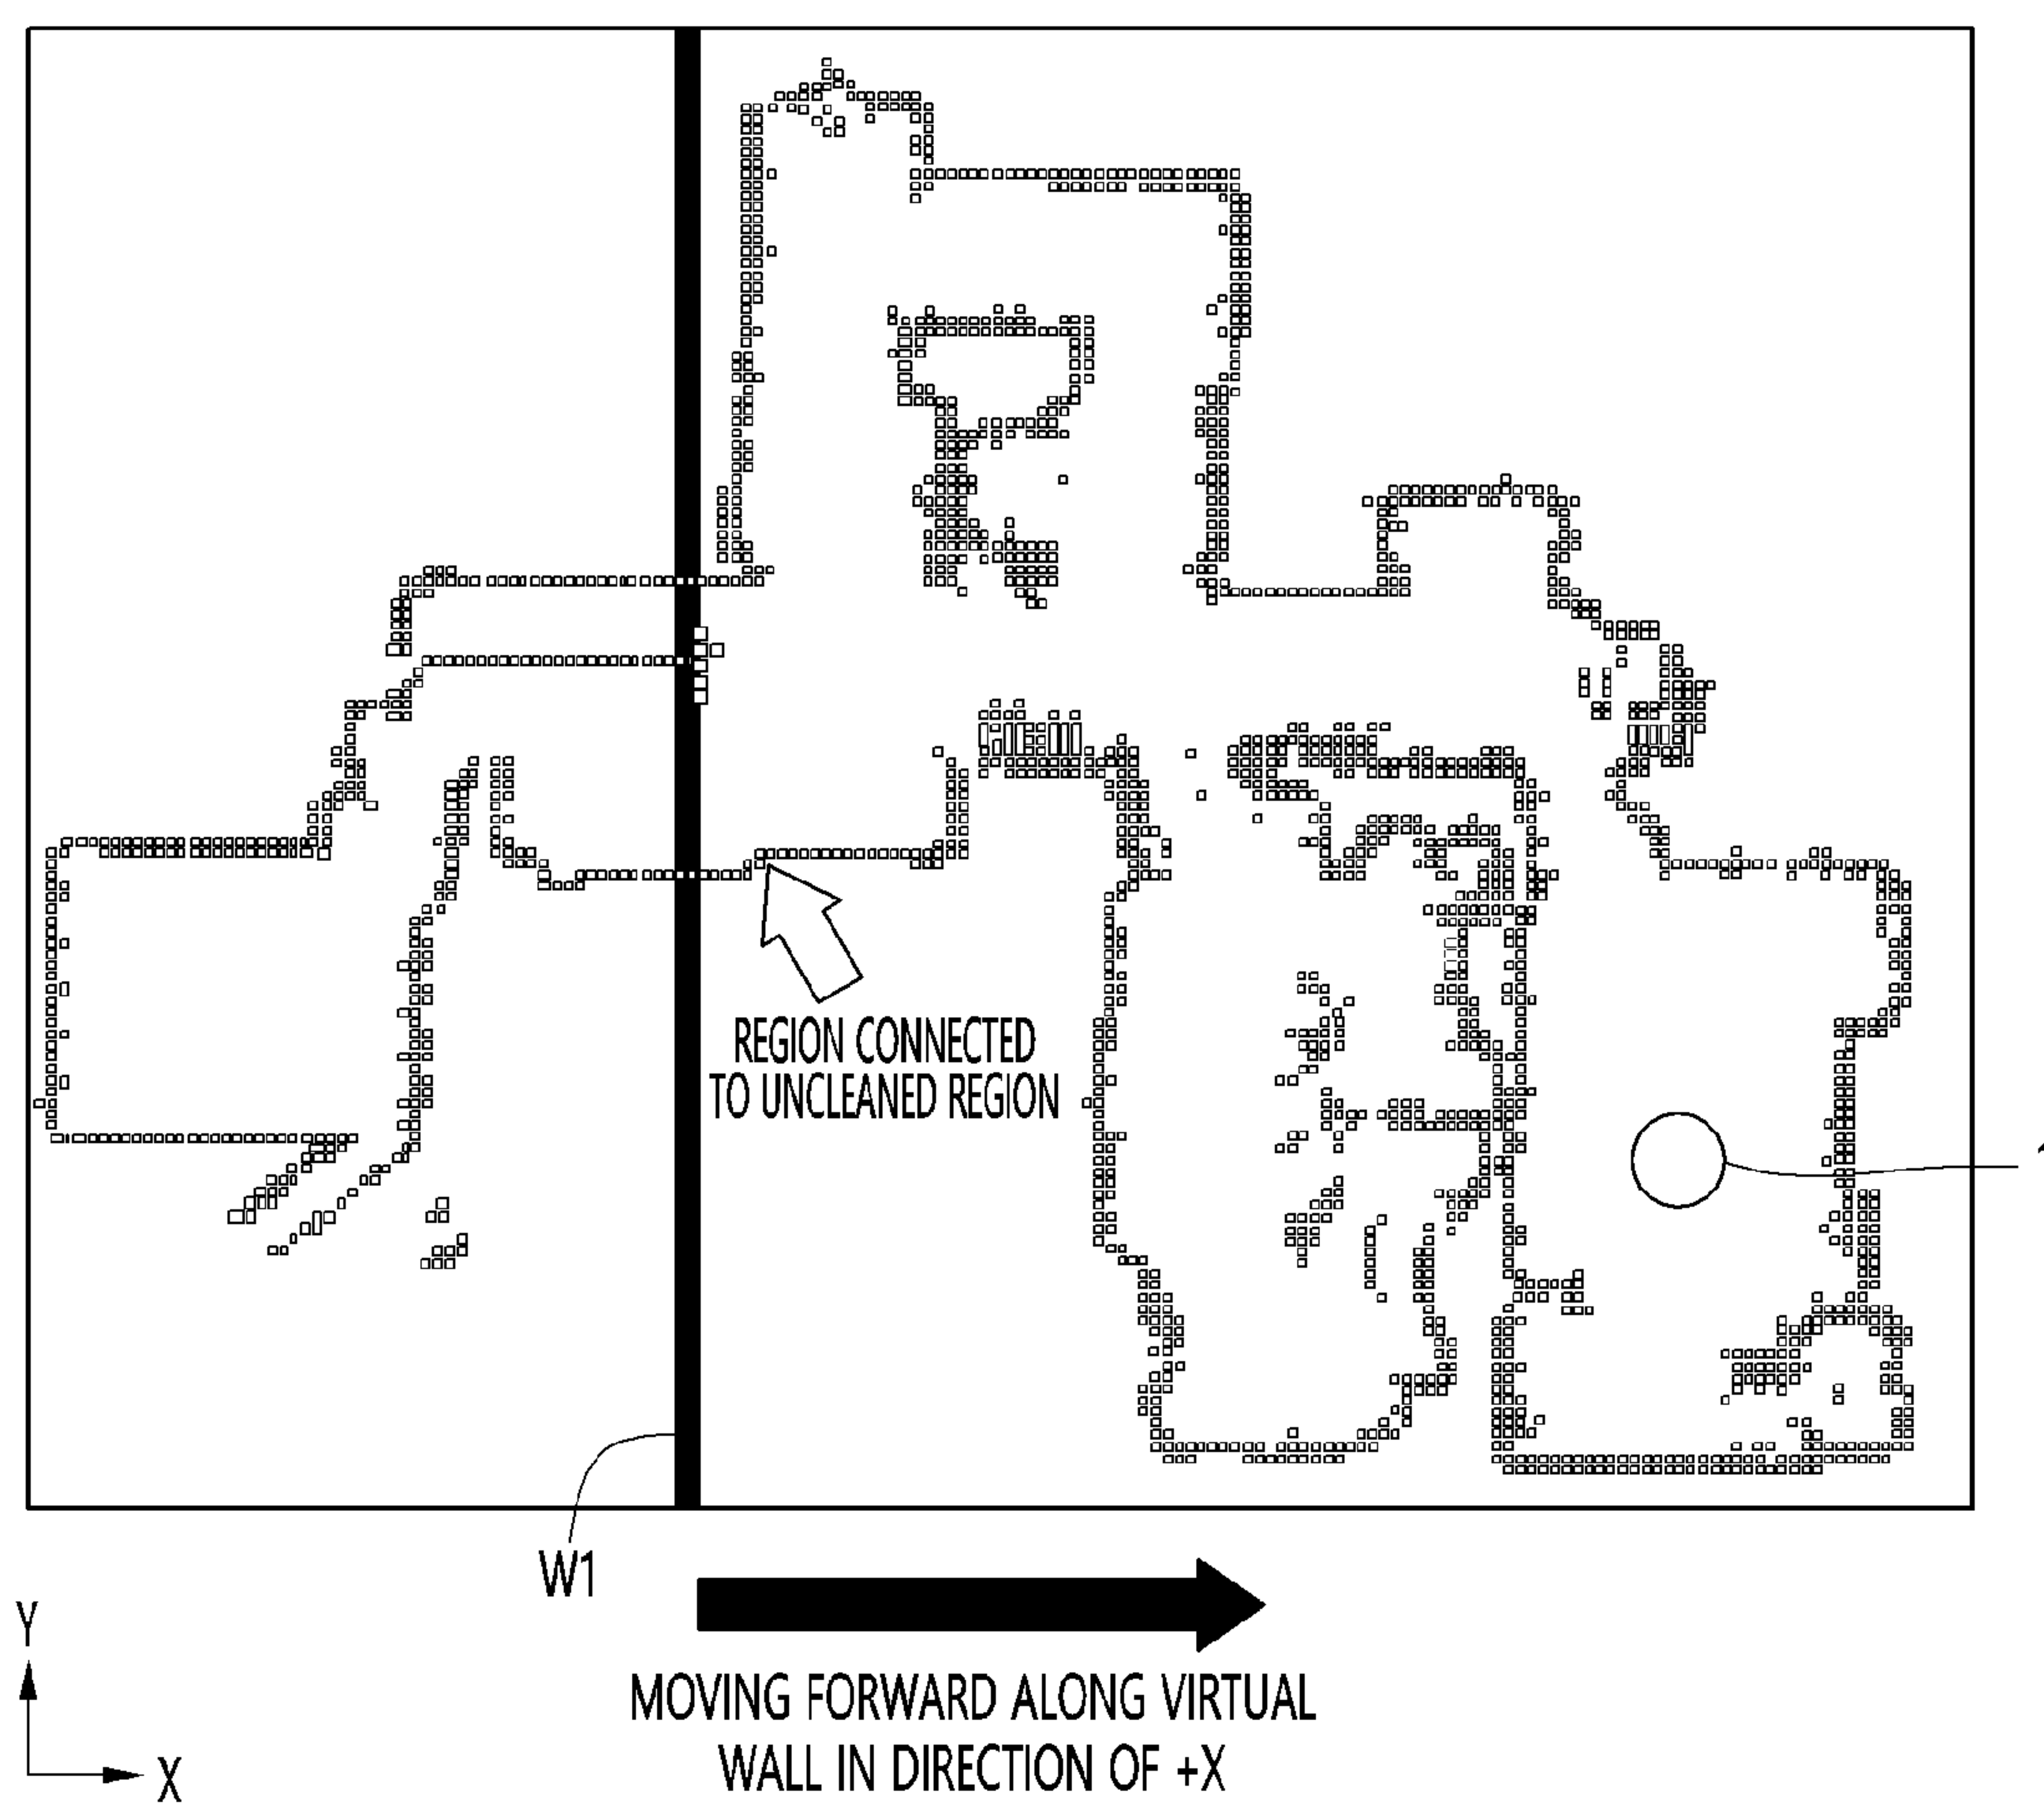 REGION CONNECTED
TO UNCLEANED REGION
W1
Y
X
MOVING FORWARD ALONG VIRTUAL
WALL IN DIRECTION OF +X